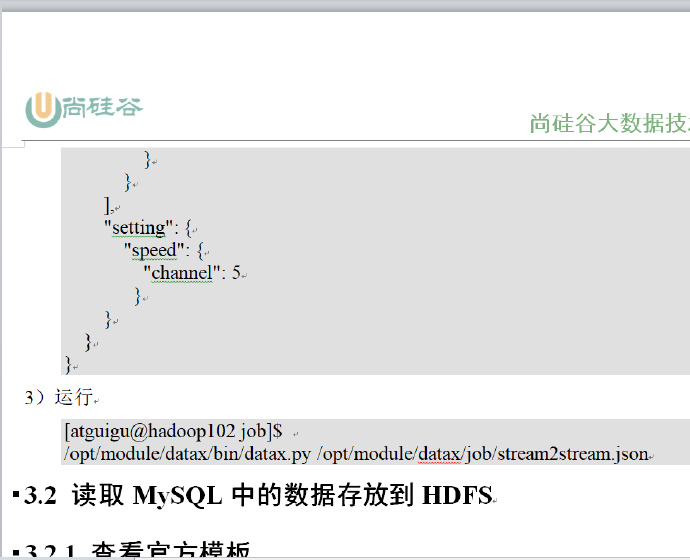 尚硅谷
尚硅谷大数据技
}
}
],
"setting": {
"speed": {
"channel": 5
}
}
}
}
3）运行
[atguigu@hadoop102 job]$
/opt/module/datax/bin/datax.py /opt/module/datax/job/stream2stream.json
3.2 读取 MySQL 中的数据存放到 HDFS
3.2.1 查看官方模板